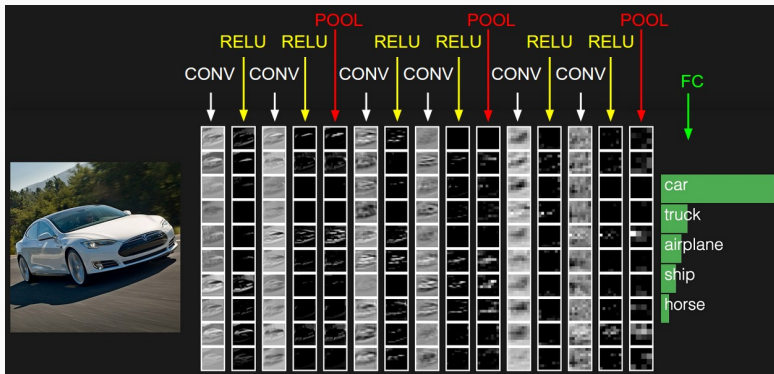 POOL POOL POOL
RELU RELU RELU RELU RELU RELU
CONV CONV CONV CONV CONV CONV
FC
car
truck
airplane
ship
horse